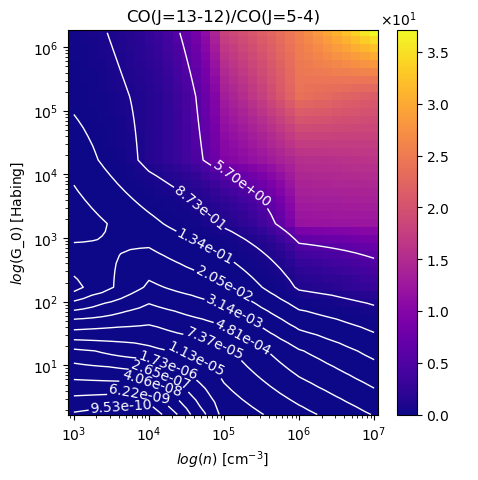 CO(J=13-12)/CO(J=5-4)
×10¹
10⁶
10⁵
10⁴
10³
10²
10¹
log(G_0) [Habing]
5.70e+00
8.73e-01
1.34e-01
2.05e-02
3.14e-03
4.81e-04
7.37e-05
1.13e-05
1.73e-06
2.65e-07
4.06e-08
6.22e-09
9.53e-10
10³ 10⁴ 10⁵ 10⁶ 10⁷
log(n) [cm⁻³]
3.5
3.0
2.5
2.0
1.5
1.0
0.5
0.0